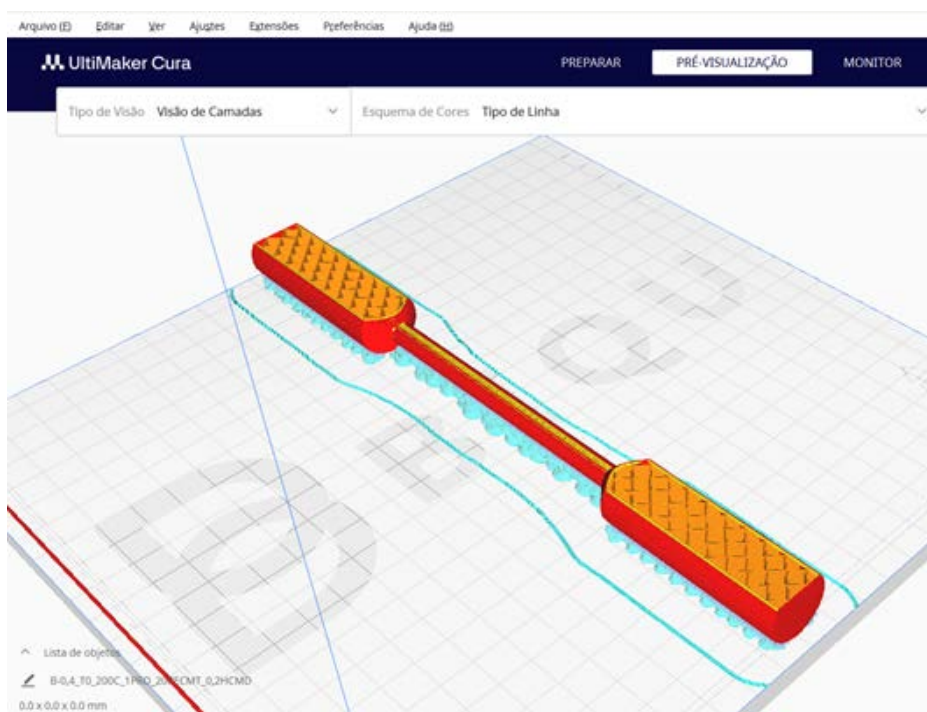 Arquivo (F) Editar Ver Ajustes Extensões Preferências Ajuda (H)
UltiMaker Cura PREPARAR PRÉ-VISUALIZAÇÃO MONITOR
Tipo de Visão Visão de Camadas Esquema de Cores Tipo de Linha
Lista de objetos
0.0 x 0.0 x 0.0 mm